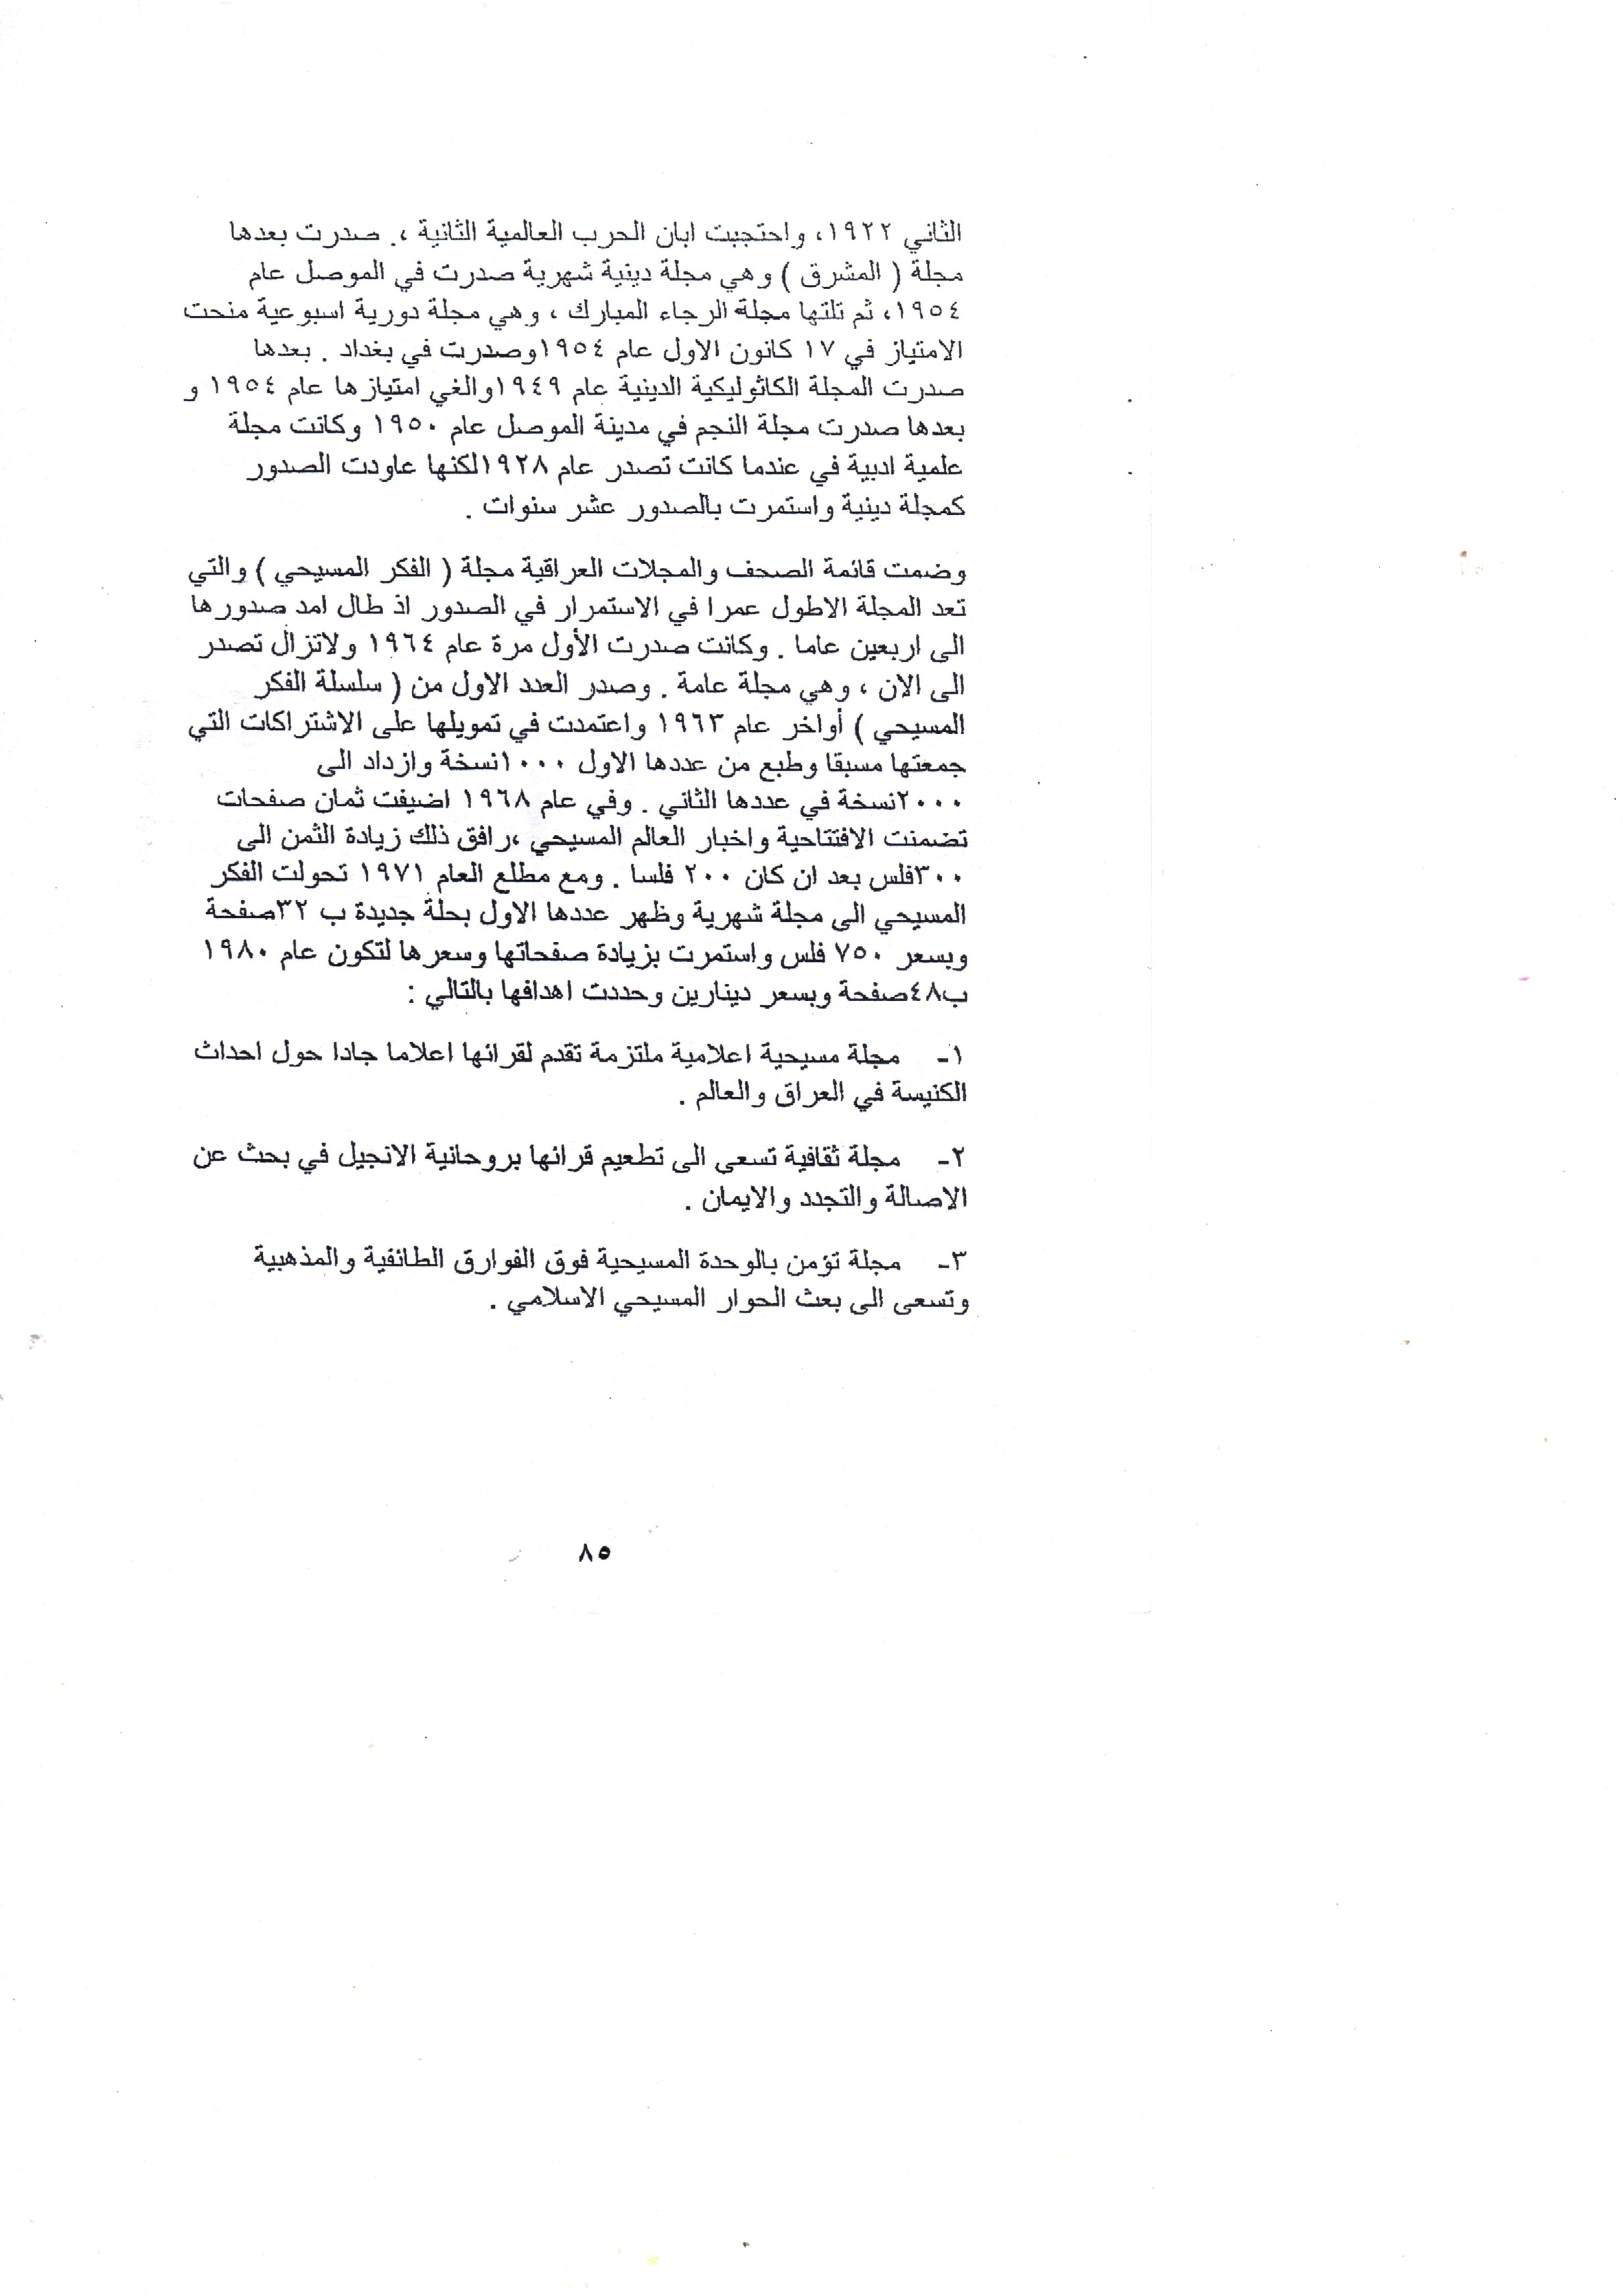 الثاني ١٩٢٢، واحتجبت ابان الحرب العالمية الثانية ،. صدرت بعدها
مجلة ( المشرق ) وهي مجلة دينية شهرية صدرت في الموصل عام
١٩٥٤، ثم تلتها مجلة الرجاء المبارك ، وهي مجلة دورية اسبوعية منحت
الامتياز في ١٧ كانون الاول عام ١٩٥٤وصدرت في بغداد . بعدها
صدرت المجلة الكاثوليكية الدينية عام ١٩٤٩والغي امتيازها عام ١٩٥٤ و
بعدها صدرت مجلة النجم في مدينة الموصل عام ١٩٥٠ وكانت مجلة
علمية ادبية في عندما كانت تصدر عام ١٩٢٨لكنها عاودت الصدور
كمجلة دينية واستمرت بالصدور عشر سنوات .
وضمت قائمة الصحف والمجلات العراقية مجلة ( الفكر المسيحي ) والتي
تعد المجلة الاطول عمرا في الاستمرار في الصدور اذ طال امد صدورها
الى اربعين عاما . وكانت صدرت الأول مرة عام ١٩٦٤ ولاتزال تصدر
الى الان ، وهي مجلة عامة . وصدر العدد الاول من ( سلسلة الفكر
المسيحي ) أواخر عام ١٩٦٣ واعتمدت في تمويلها على الاشتراكات التي
جمعتها مسبقا وطبع من عددها الاول ١٠٠٠نسخة وازداد الى
٢٠٠٠نسخة في عددها الثاني . وفي عام ١٩٦٨ اضيفت ثمان صفحات
تضمنت الافتتاحية واخبار العالم المسيحي ،رافق ذلك زيادة الثمن الى
٣٠٠فلس بعد ان كان ٢٠٠ فلسا . ومع مطلع العام ١٩٧١ تحولت الفكر
المسيحي الى مجلة شهرية وظهر عددها الاول بحلة جديدة ب ٣٢صفحة
وبسعر ٧٥٠ فلس واستمرت بزيادة صفحاتها وسعرها لتكون عام ١٩٨٠
ب٤٨صفحة وبسعر دينارين وحددت اهدافها بالتالي :
١- مجلة مسيحية اعلامية ملتزمة تقدم لقرائها اعلاما جادا حول احداث
الكنيسة في العراق والعالم .
٢- مجلة ثقافية تسعى الى تطعيم قرائها بروحانية الانجيل في بحث عن
الاصالة والتجدد والايمان .
٣- مجلة تؤمن بالوحدة المسيحية فوق الفوارق الطائفية والمذهبية
وتسعى الى بعث الحوار المسيحي الاسلامي .
٨٥